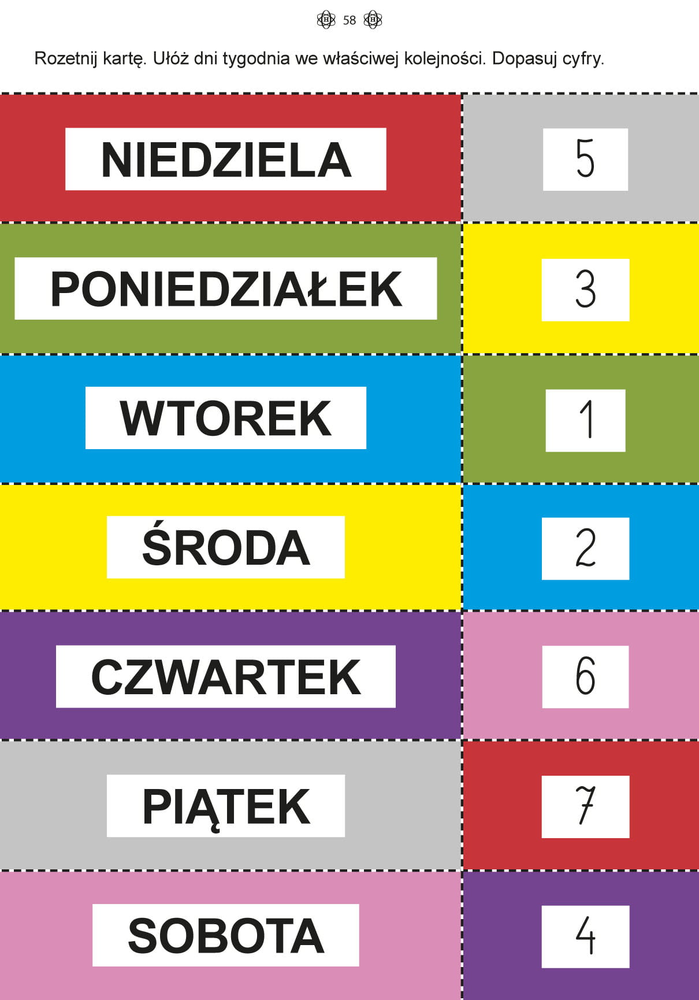 58
Rozetnij kartę. Ułóż dni tygodnia we właściwej kolejności. Dopasuj cyfry.
NIEDZIELA 5
PONIEDZIAŁEK 3
WTOREK 1
ŚRODA 2
CZWARTEK 6
PIĄTEK 7
SOBOTA 4